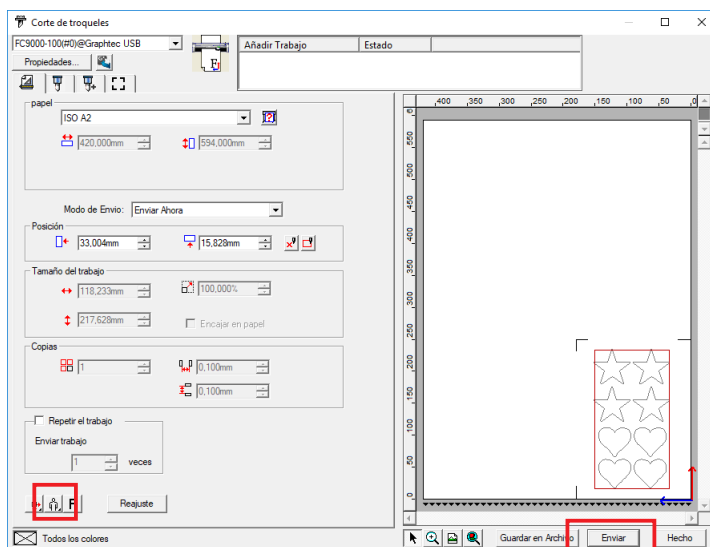 Corte de troqueles
FC9000-100(#0)@Graphtec USB
Añadir Trabajo Estado
Propiedades...
papel
ISO A2
420,000mm 594,000mm
Modo de Envio: Enviar Ahora
Posición
33,004mm 15,828mm
Tamaño del trabajo
118,233mm 100,000%
217,628mm Encajar en papel
Copias
1 0,100mm
0,100mm
Repetir el trabajo
Enviar trabajo
1 veces
F Reajuste
Todos los colores
400 350 300 250 200 150 100 50 0
550
500
450
400
350
300
250
200
150
100
50
0
Guardar en Archivo Enviar Hecho